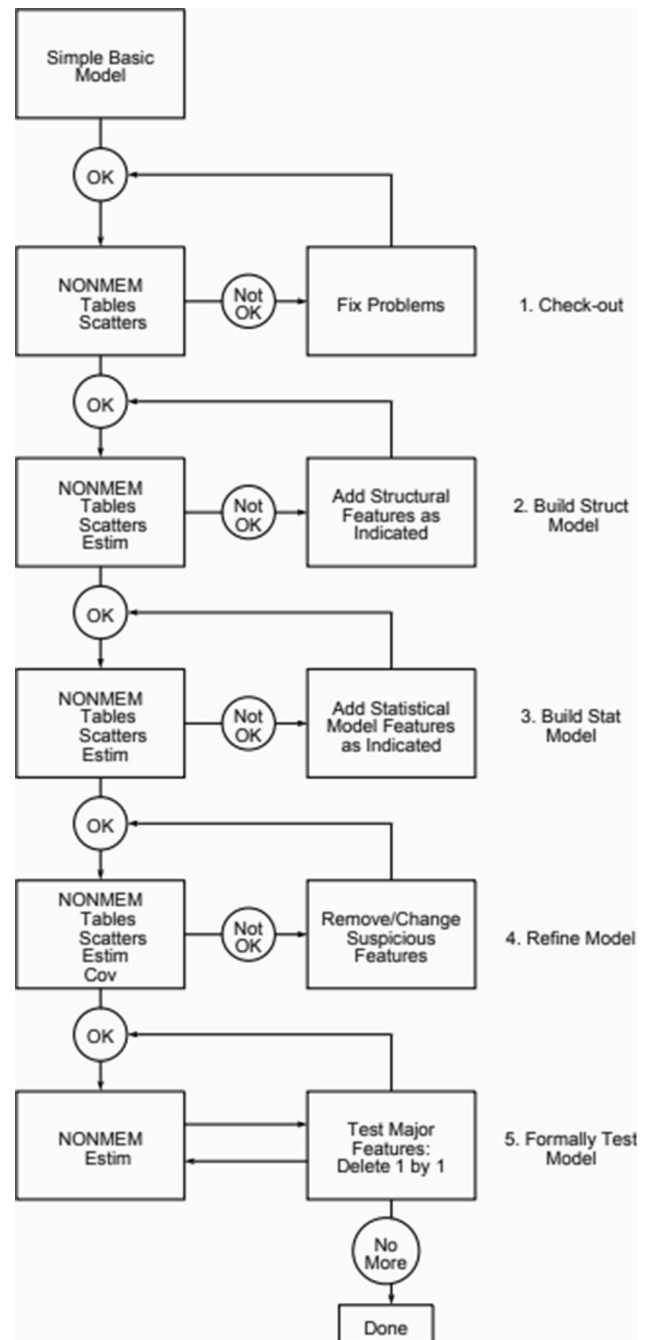 Simple Basic
Model
OK
NONMEM
Tables
Scatters
Not
OK
Fix Problems
1. Check-out
OK
NONMEM
Tables
Scatters
Estim
Not
OK
Add Structural
Features as
Indicated
2. Build Struct
Model
OK
NONMEM
Tables
Scatters
Estim
Not
OK
Add Statistical
Model Features
as Indicated
3. Build Stat
Model
OK
NONMEM
Tables
Scatters
Estim
Cov
Not
OK
Remove/Change
Suspicious
Features
4. Refine Model
OK
NONMEM
Estim
Test Major
Features:
Delete 1 by 1
5. Formally Test
Model
No
More
Done